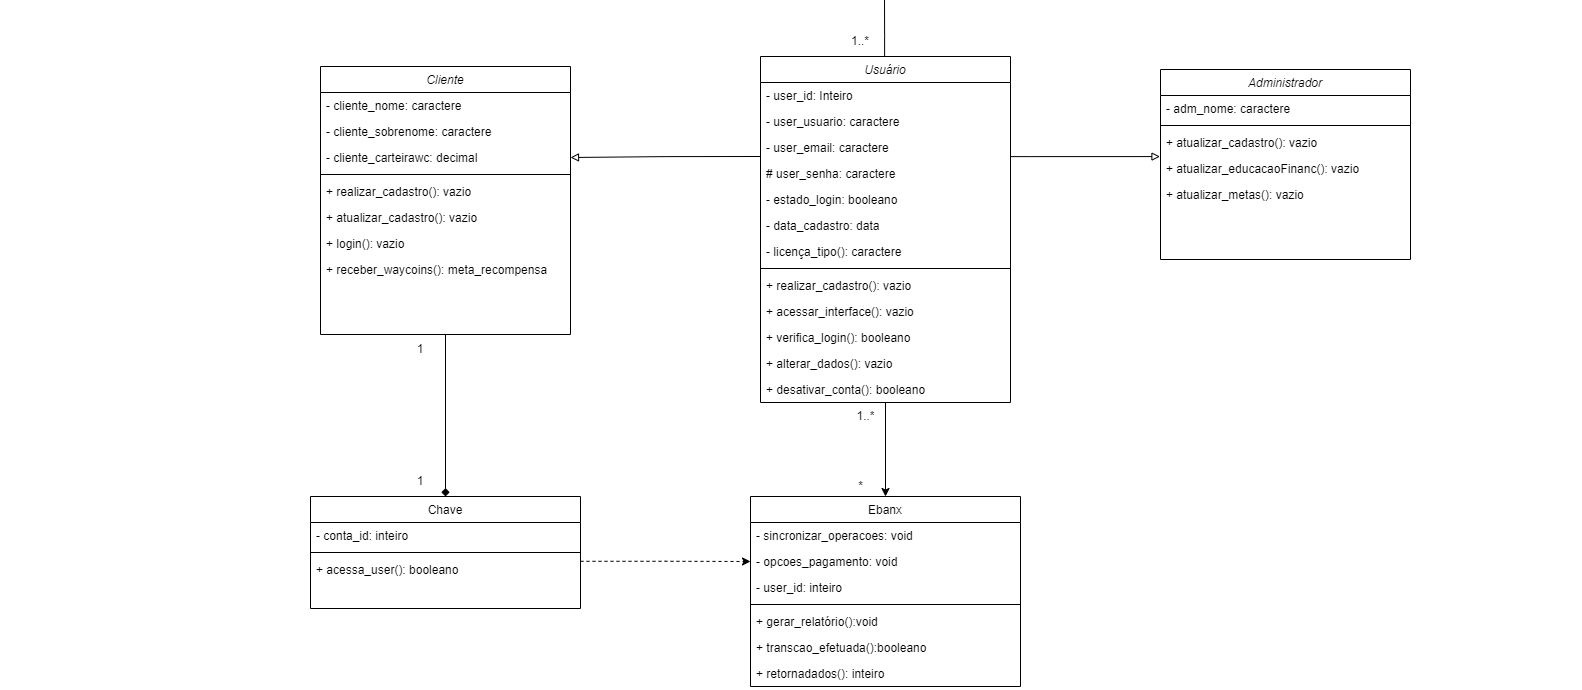 1..*
Cliente
- cliente_nome: caractere
- cliente_sobrenome: caractere
- cliente_carteirawc: decimal
+ realizar_cadastro(): vazio
+ atualizar_cadastro(): vazio
+ login(): vazio
+ receber_waycoins(): meta_recompensa
Usuário
- user_id: Inteiro
- user_usuario: caractere
- user_email: caractere
# user_senha: caractere
- estado_login: booleano
- data_cadastro: data
- licença_tipo(): caractere
+ realizar_cadastro(): vazio
+ acessar_interface(): vazio
+ verifica_login(): booleano
+ alterar_dados(): vazio
+ desativar_conta(): booleano
Administrador
- adm_nome: caractere
+ atualizar_cadastro(): vazio
+ atualizar_educacaoFinanc(): vazio
+ atualizar_metas(): vazio
1
1..*
1
*
Chave
- conta_id: inteiro
+ acessa_user(): booleano
Ebanx
- sincronizar_operacoes: void
- opcoes_pagamento: void
- user_id: inteiro
+ gerar_relatório():void
+ transcao_efetuada():booleano
+ retornadados(): inteiro